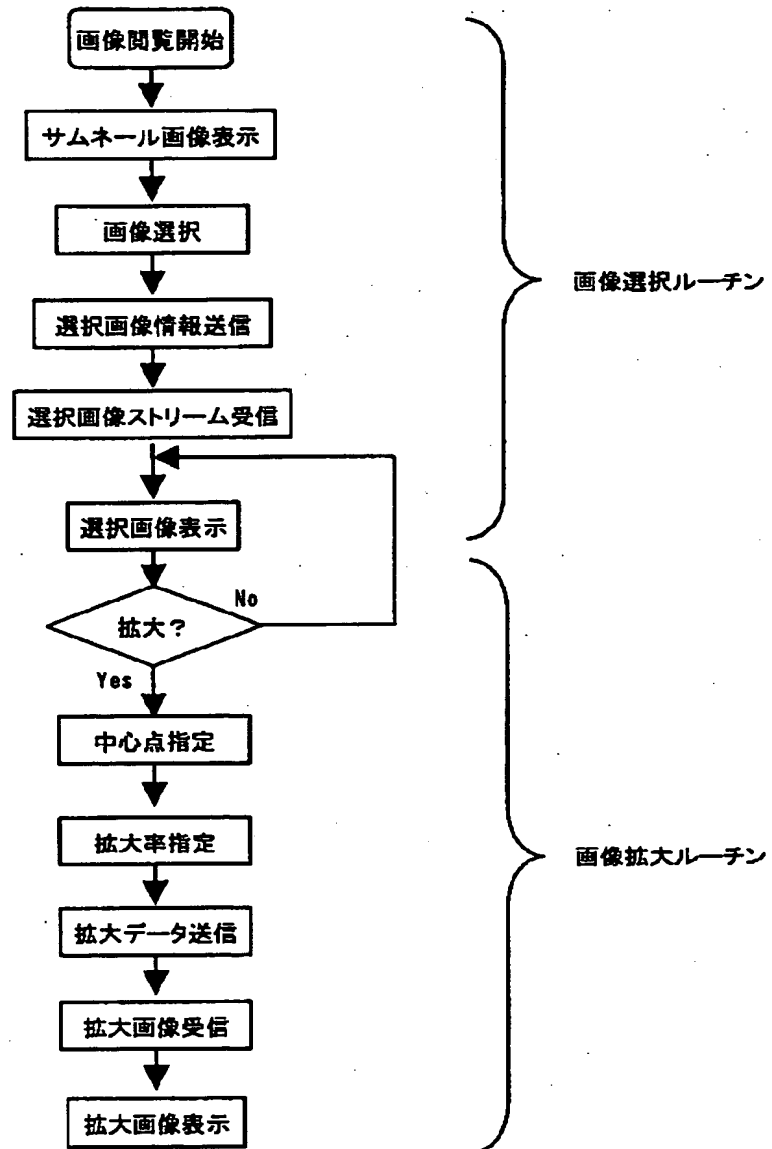 画像閲覧開始
サムネール画像表示
画像選択
画像選択ルーチン
選択画像情報送信
選択画像ストリーム受信
選択画像表示
No
拡大?
Yes
中心点指定
拡大率指定
画像拡大ルーチン
拡大データ送信
拡大画像受信
拡大画像表示